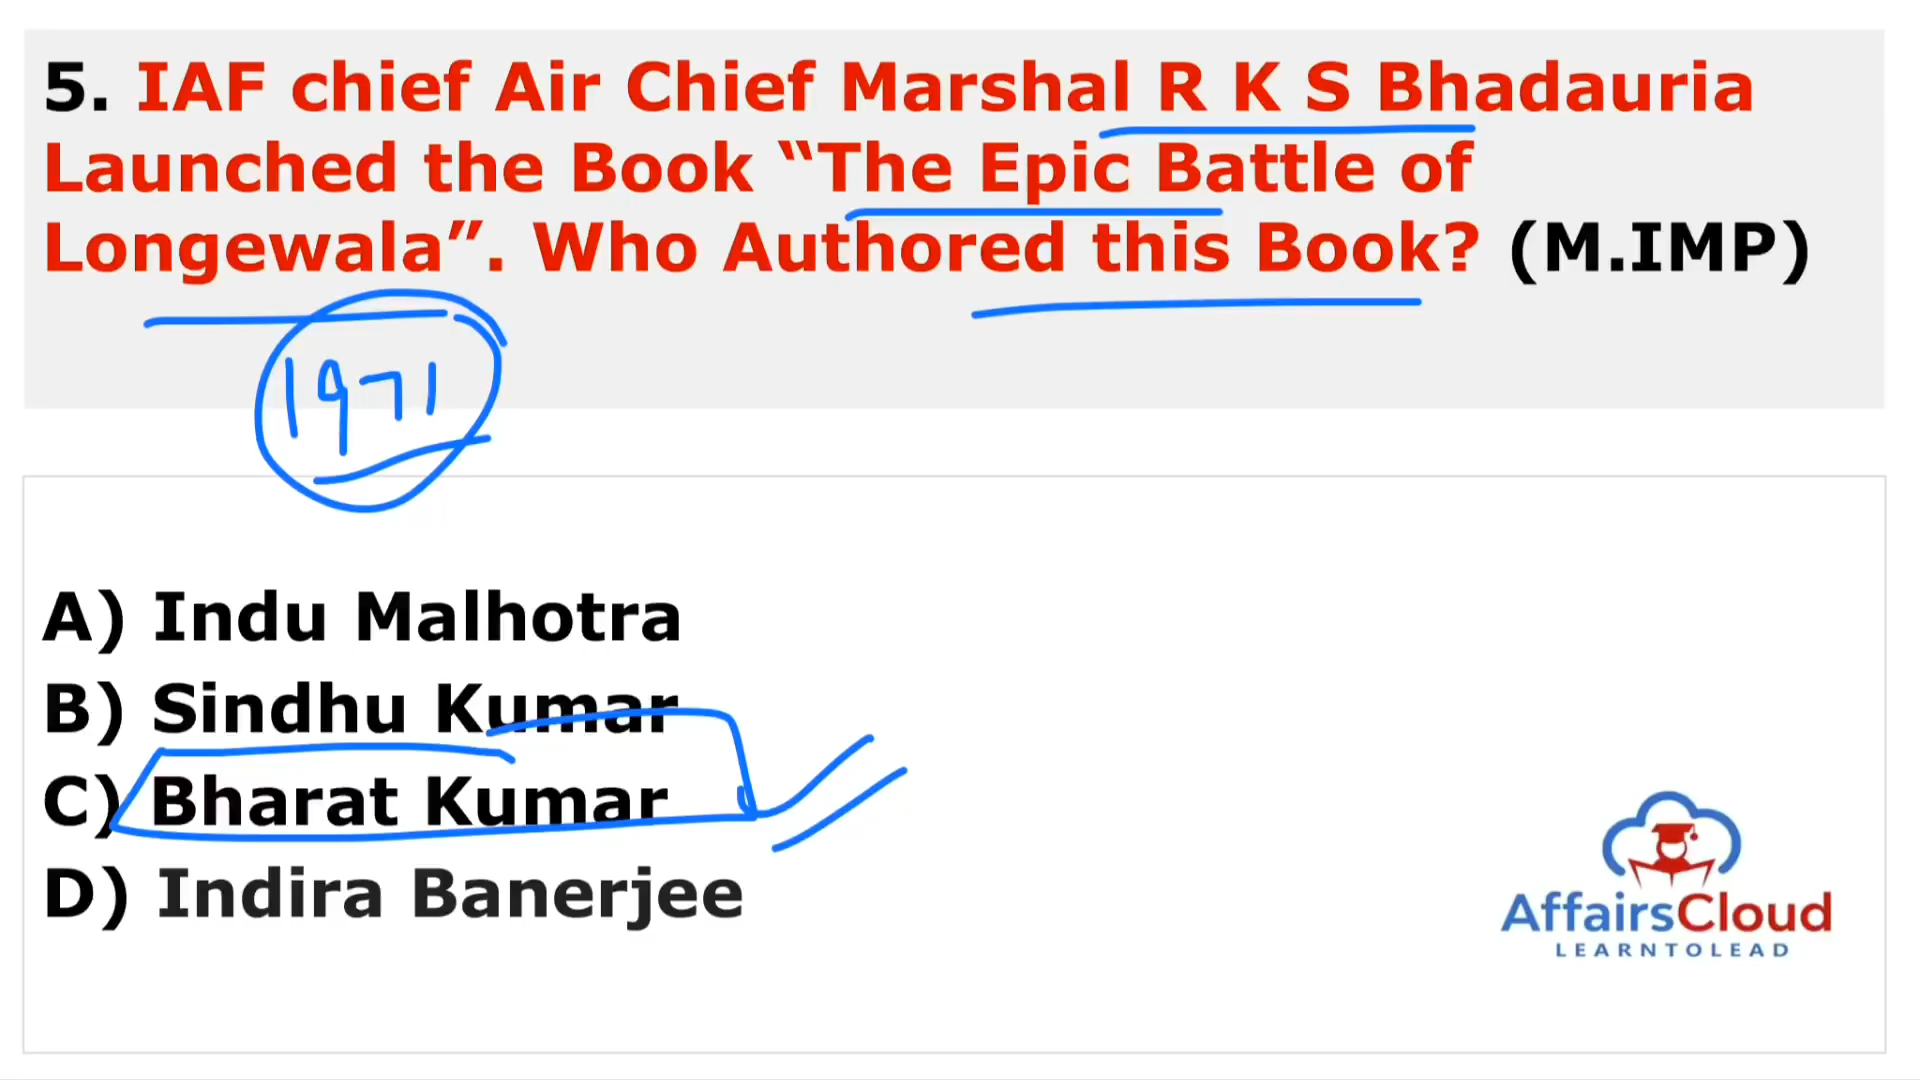 5. IAF chief Air Chief Marshal R K S Bhadauria
Launched the Book “The Epic Battle of
Longewala”. Who Authored this Book? (M.IMP)
1971
A) Indu Malhotra
B) Sindhu Kumar
C) Bharat Kumar
D) Indira Banerjee
AffairsCloud
LEARNTOLEAD